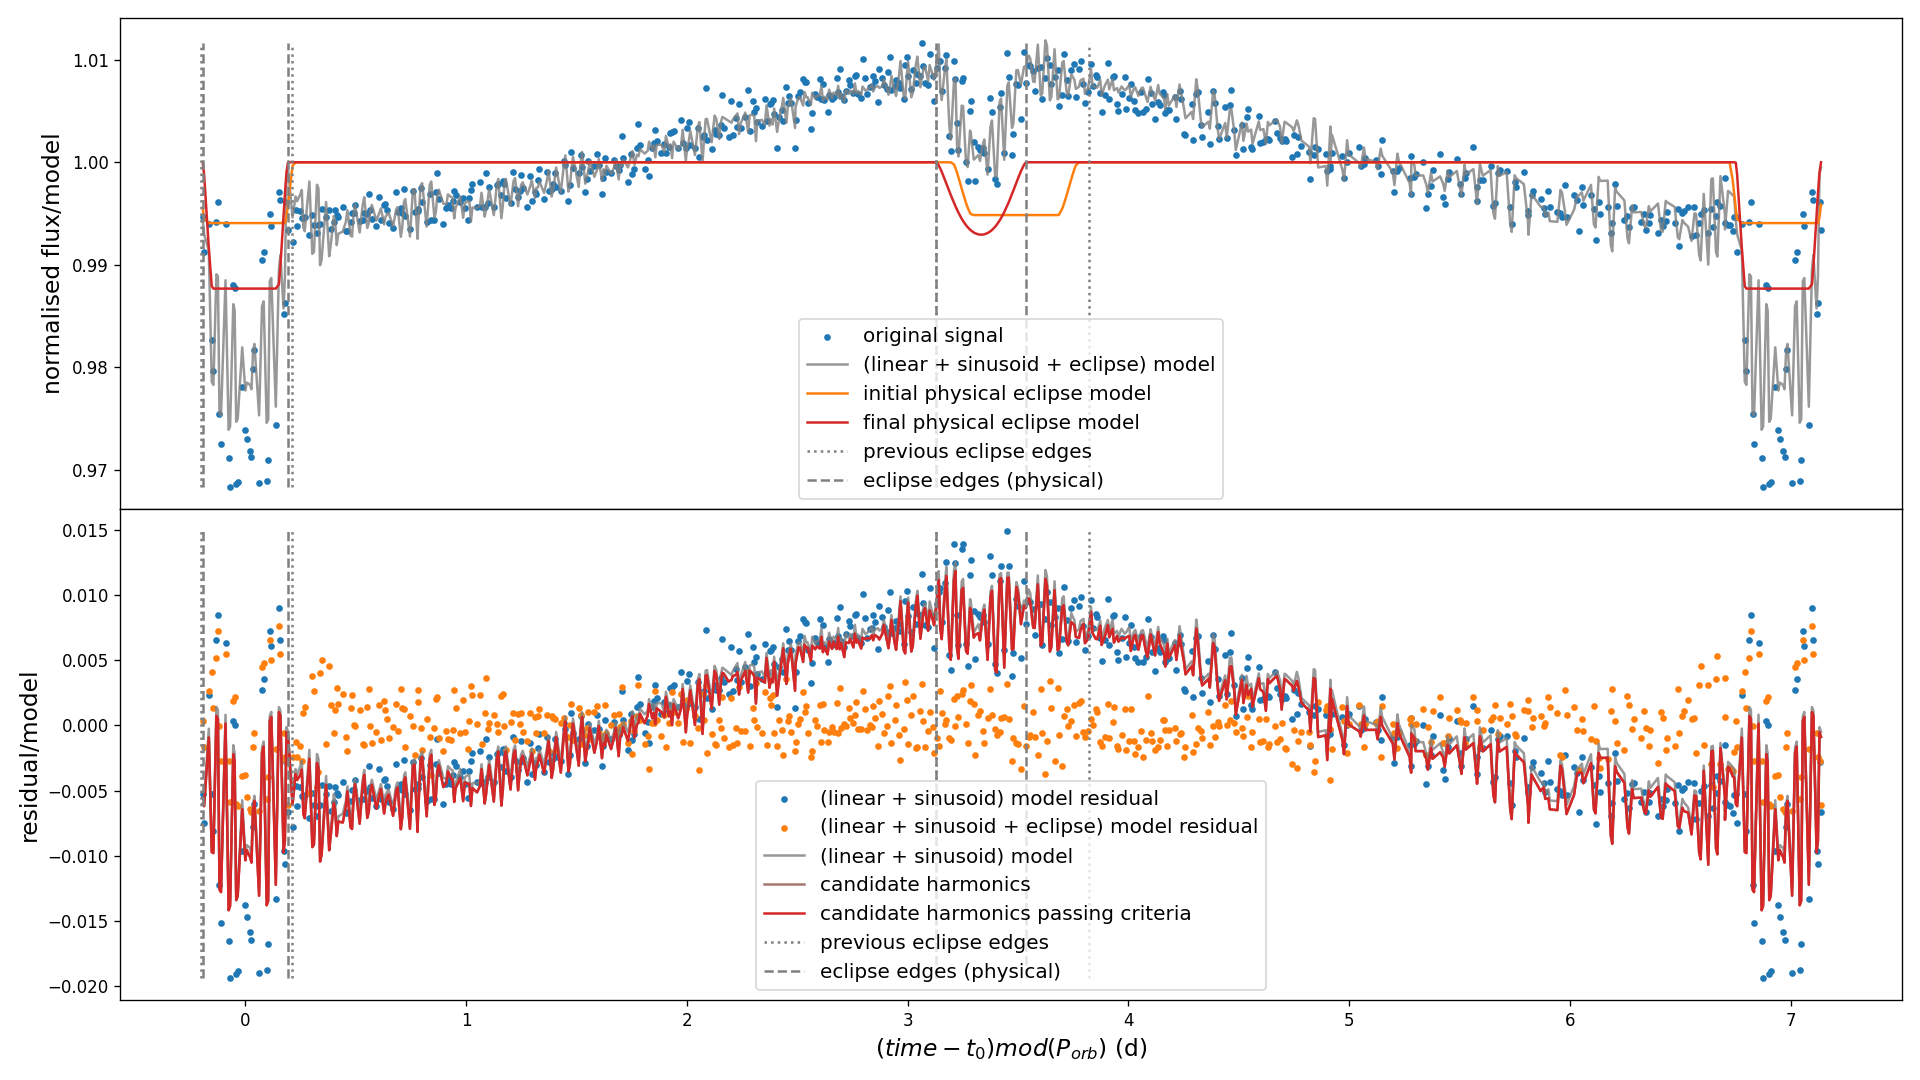 normalised flux/model
1.01
1.00
0.99
0.98
0.97
original signal
(linear + sinusoid + eclipse) model
initial physical eclipse model
final physical eclipse model
previous eclipse edges
eclipse edges (physical)
residual/model
0.015
0.010
0.005
0.000
−0.005
−0.010
−0.015
−0.020
(linear + sinusoid) model residual
(linear + sinusoid + eclipse) model residual
(linear + sinusoid) model
candidate harmonics
candidate harmonics passing criteria
previous eclipse edges
eclipse edges (physical)
0 1 2 3 4 5 6 7
(time − t₀)mod(P_orb) (d)